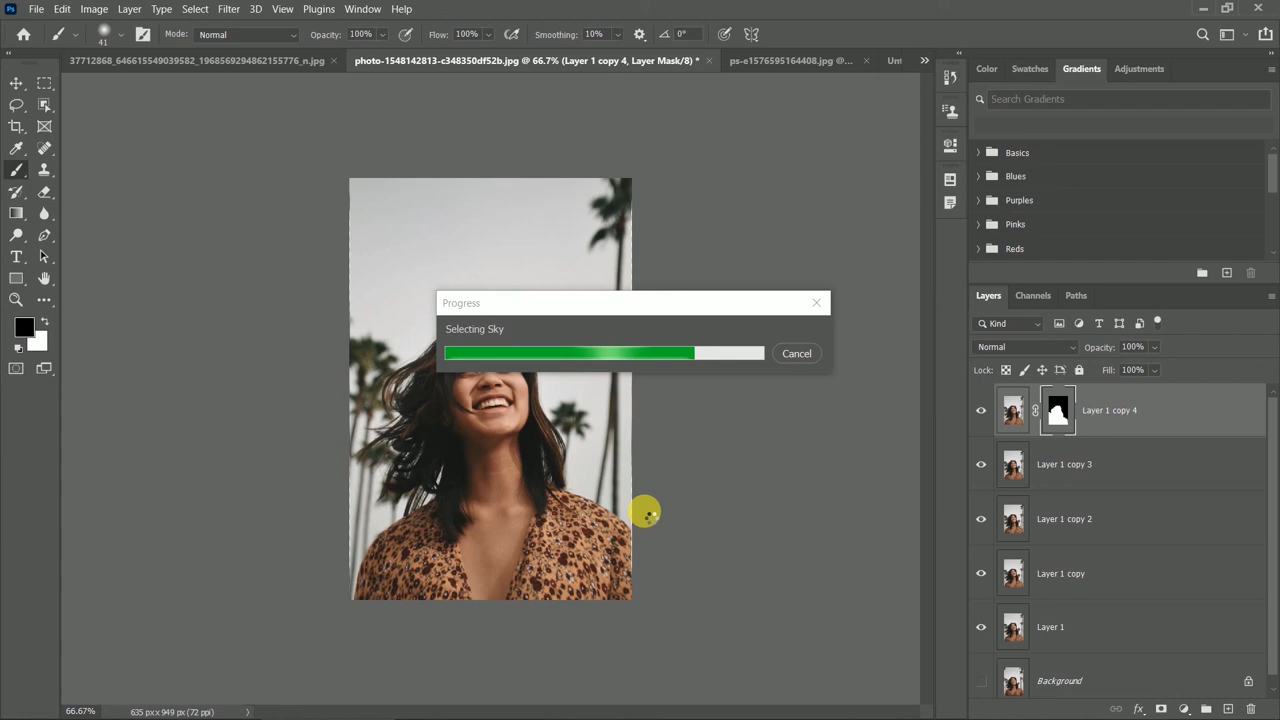 Ps File Edit Image Layer Type Select Filter 3D View Plugins Window Help
41 Mode: Normal Opacity: 100% Flow: 100% Smoothing: 10% 0°
37712868_646615549039582_1968569294862155776_n.jpg × photo-1548142813-c348350df52b.jpg @ 66.7% (Layer 1 copy 4, Layer Mask/8) * × ps-e1576595164408.jpg @... × Unt
Color Swatches Gradients Adjustments
Search Gradients
Basics
Blues
Purples
Pinks
Reds
Progress
Selecting Sky
Cancel
Layers Channels Paths
Kind
Normal Opacity: 100%
Lock: Fill: 100%
Layer 1 copy 4
Layer 1 copy 3
Layer 1 copy 2
Layer 1 copy
Layer 1
Background
66.67% 635 px x 949 px (72 ppi)